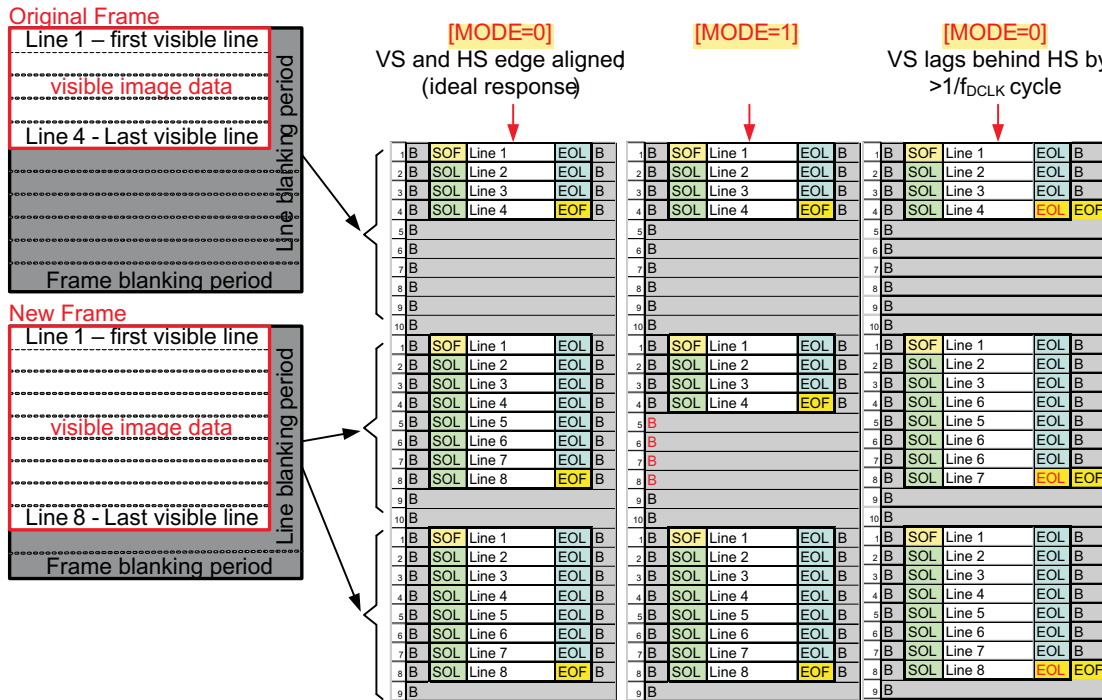 Original Frame
Line 1 – first visible line
visible image data
Line 4 - Last visible line
Line blanking period
Frame blanking period
New Frame
Line 1 – first visible line
visible image data
Line 8 - Last visible line
Line blanking period
Frame blanking period
[MODE=0]
VS and HS edge aligned
(ideal response)
1 B SOF Line 1 EOL B
2 B SOL Line 2 EOL B
3 B SOL Line 3 EOL B
4 B SOL Line 4 EOF B
5 B
6 B
7 B
8 B
9 B
10 B
1 B SOF Line 1 EOL B
2 B SOL Line 2 EOL B
3 B SOL Line 3 EOL B
4 B SOL Line 4 EOL B
5 B SOL Line 5 EOL B
6 B SOL Line 6 EOL B
7 B SOL Line 7 EOL B
8 B SOL Line 8 EOF B
9 B
10 B
1 B SOF Line 1 EOL B
2 B SOL Line 2 EOL B
3 B SOL Line 3 EOL B
4 B SOL Line 4 EOL B
5 B SOL Line 5 EOL B
6 B SOL Line 6 EOL B
7 B SOL Line 7 EOL B
8 B SOL Line 8 EOF B
9 B
[MODE=1]
1 B SOF Line 1 EOL B
2 B SOL Line 2 EOL B
3 B SOL Line 3 EOL B
4 B SOL Line 4 EOF B
5 B
6 B
7 B
8 B
9 B
10 B
1 B SOF Line 1 EOL B
2 B SOL Line 2 EOL B
3 B SOL Line 3 EOL B
4 B SOL Line 4 EOF B
5 B
6 B
7 B
8 B
9 B
10 B
1 B SOF Line 1 EOL B
2 B SOL Line 2 EOL B
3 B SOL Line 3 EOL B
4 B SOL Line 4 EOL B
5 B SOL Line 5 EOL B
6 B SOL Line 6 EOL B
7 B SOL Line 7 EOL B
8 B SOL Line 8 EOF B
9 B
[MODE=0]
VS lags behind HS by
>1/fDCLK cycle
1 B SOF Line 1 EOL B
2 B SOL Line 2 EOL B
3 B SOL Line 3 EOL B
4 B SOL Line 4 EOL EOF
5 B
6 B
7 B
8 B
9 B
10 B
1 B SOF Line 1 EOL B
2 B SOL Line 2 EOL B
3 B SOL Line 3 EOL B
4 B SOL Line 6 EOL B
5 B SOL Line 5 EOL B
6 B SOL Line 6 EOL B
7 B SOL Line 6 EOL B
8 B SOL Line 7 EOL EOF
9 B
10 B
1 B SOF Line 1 EOL B
2 B SOL Line 2 EOL B
3 B SOL Line 3 EOL B
4 B SOL Line 4 EOL B
5 B SOL Line 5 EOL B
6 B SOL Line 6 EOL B
7 B SOL Line 7 EOL B
8 B SOL Line 8 EOL EOF
9 B